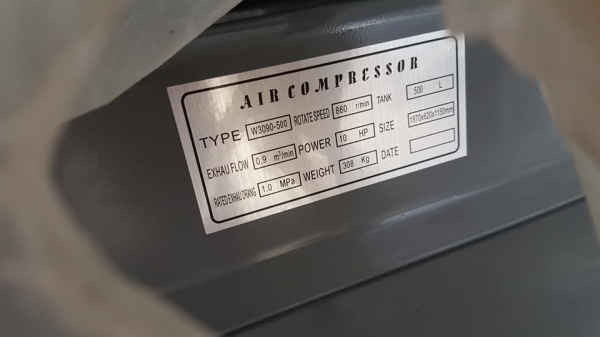 AIR COMPRESSOR
TYPE W3090-500 ROTATE SPEED 860 r/min TANK 500 L
EXHAU FLOW 0.9 m³/min POWER 10 HP SIZE 1870x620x1150mm
RATED EXHAU 1.0 MPa WEIGHT 308 Kg DATE